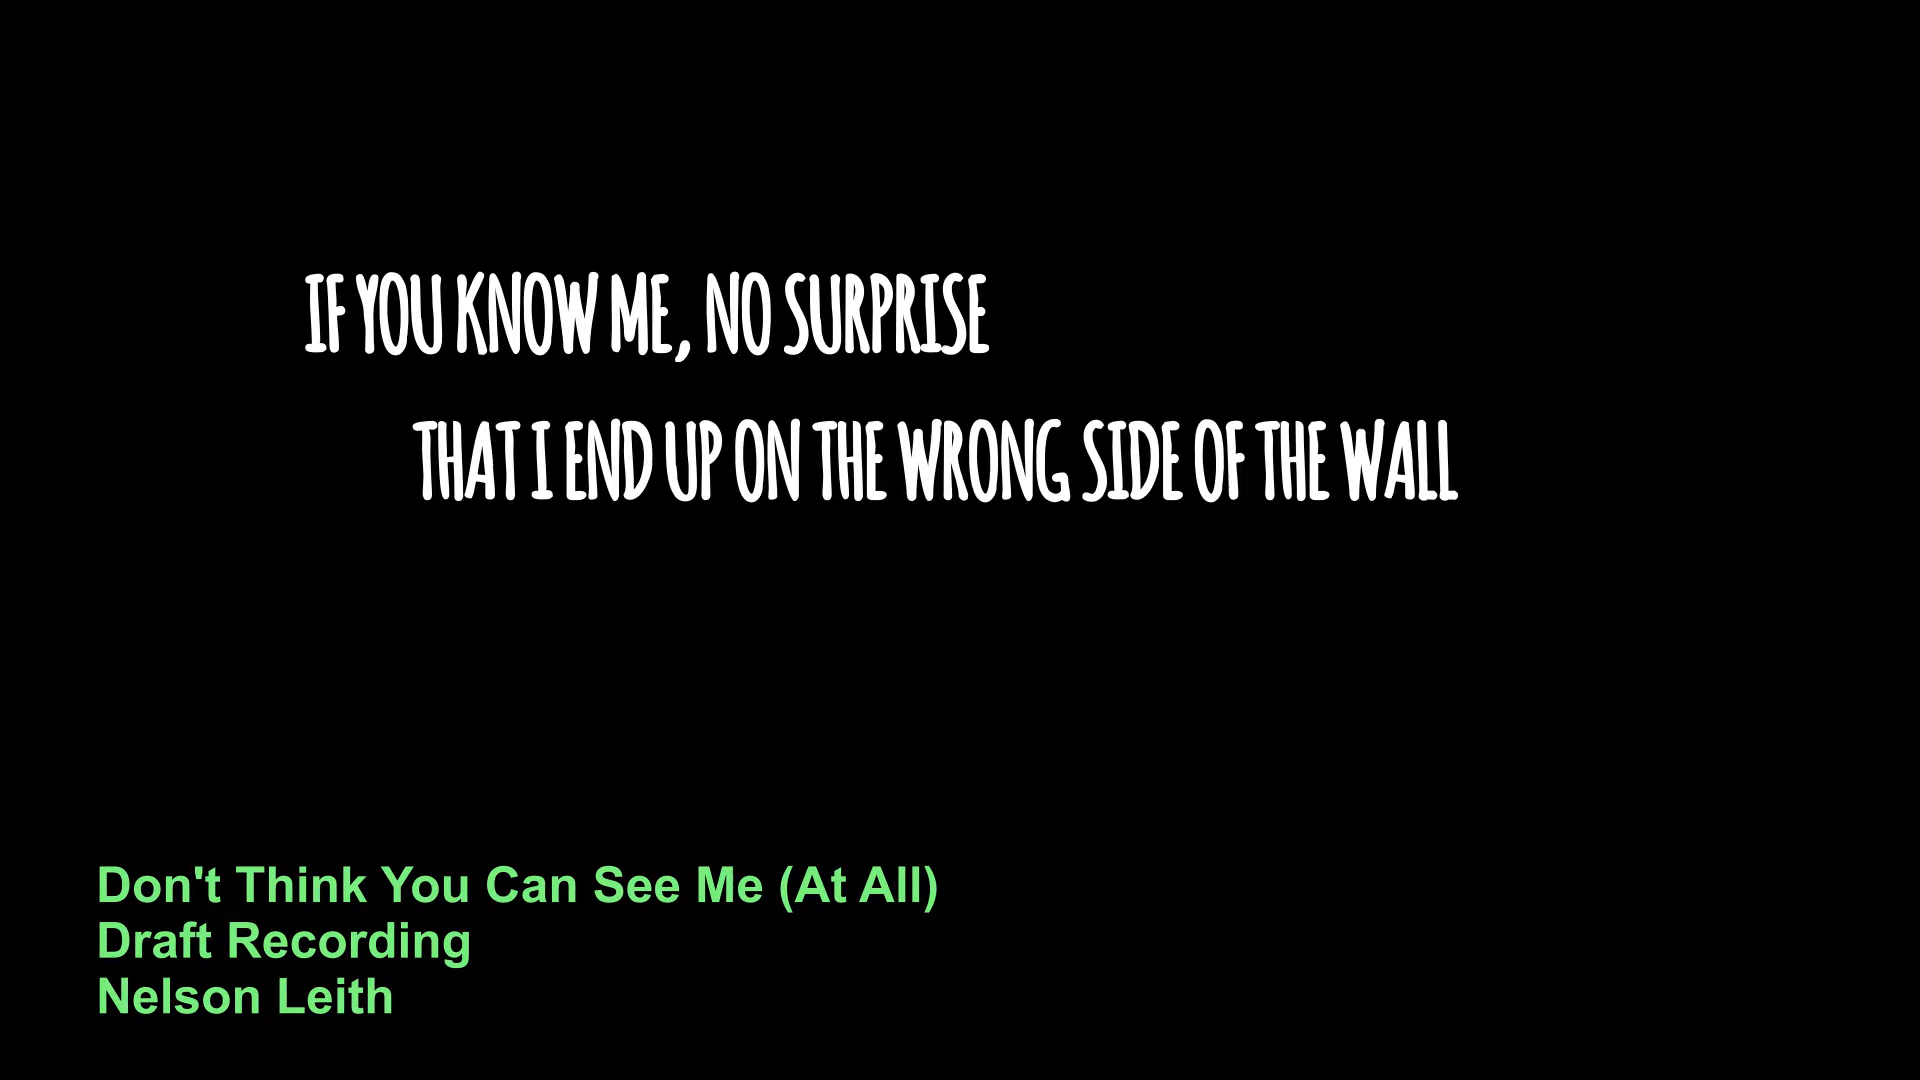 IF YOU KNOW ME, NO SURPRISE
THAT I END UP ON THE WRONG SIDE OF THE WALL
Don't Think You Can See Me (At All)
Draft Recording
Nelson Leith